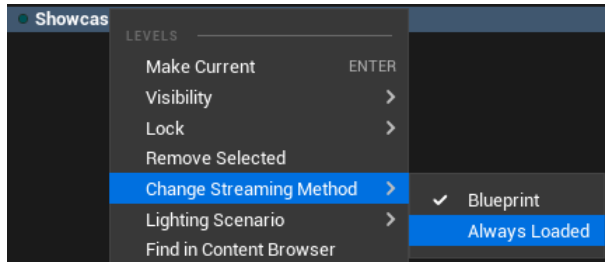 Showcas
LEVELS
Make Current ENTER
Visibility
Lock
Remove Selected
Change Streaming Method
Blueprint
Always Loaded
Lighting Scenario
Find in Content Browser